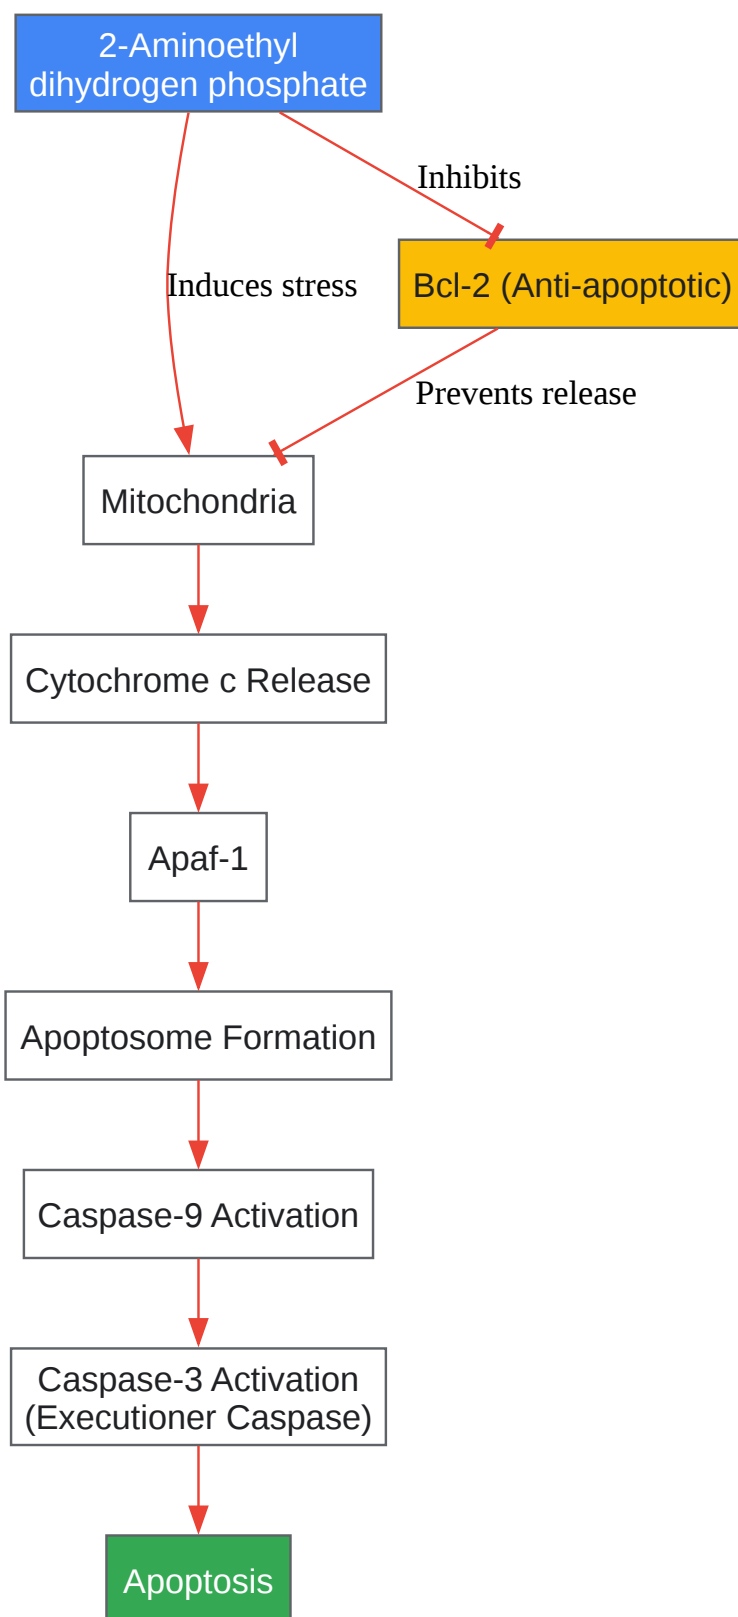 2-Aminoethyl
dihydrogen phosphate
Inhibits
Induces stress
Bcl-2 (Anti-apoptotic)
Prevents release
Mitochondria
Cytochrome c Release
Apaf-1
Apoptosome Formation
Caspase-9 Activation
Caspase-3 Activation
(Executioner Caspase)
Apoptosis